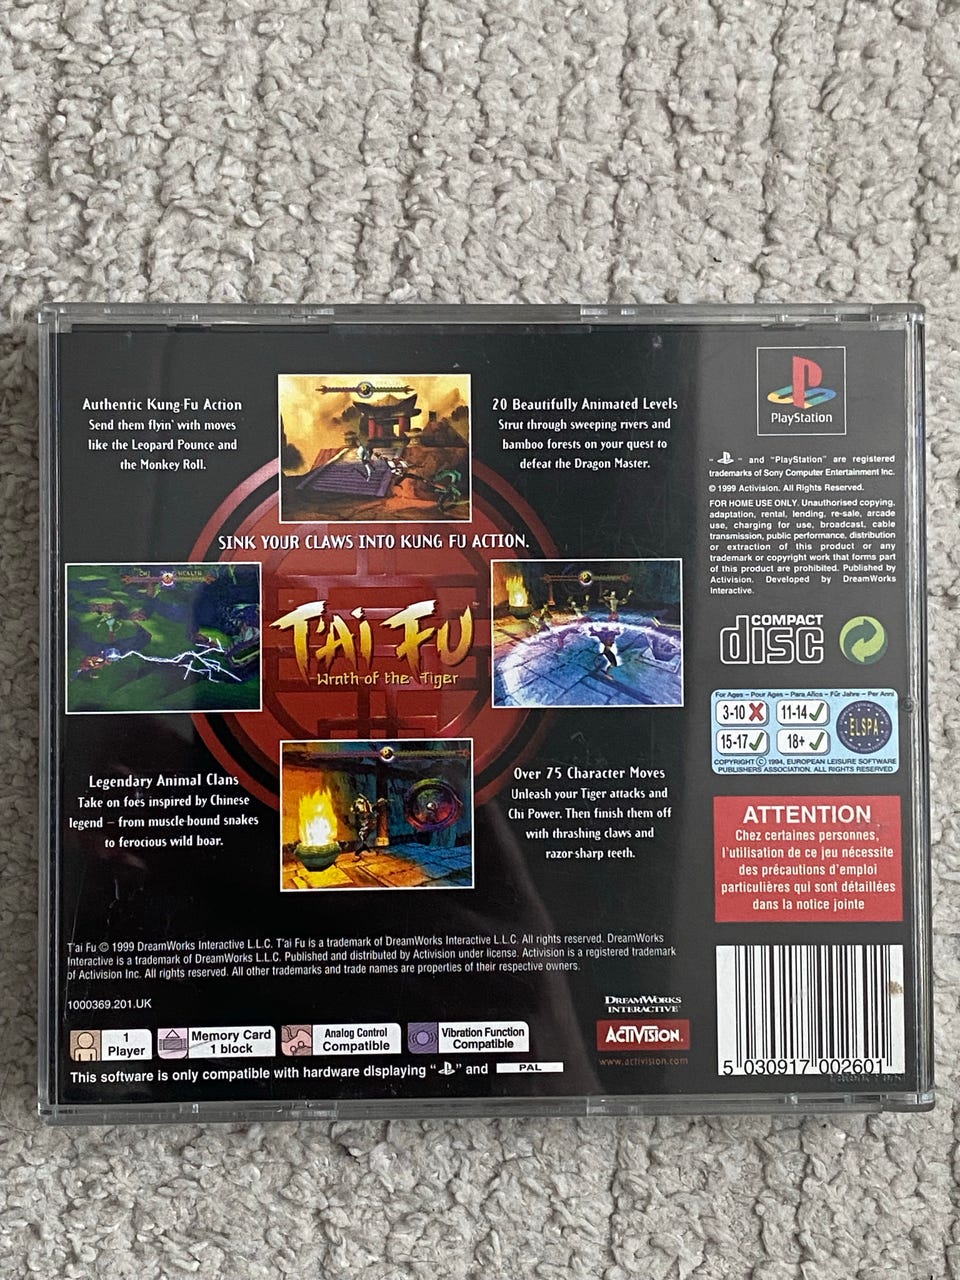 Authentic Kung-Fu Action
Send them flyin' with moves
like the Leopard Pounce and
the Monkey Roll.
20 Beautifully Animated Levels
Strut through sweeping rivers and
bamboo forests on your quest to
defeat the Dragon Master.
SINK YOUR CLAWS INTO KUNG FU ACTION.
CHI
HEALTH
T'AI FU
Wrath of the Tiger
Legendary Animal Clans
Take on foes inspired by Chinese
legend – from muscle-bound snakes
to ferocious wild boar.
Over 75 Character Moves
Unleash your Tiger attacks and
Chi Power. Then finish them off
with thrashing claws and
razor-sharp teeth.
T'ai Fu © 1999 DreamWorks Interactive L.L.C. T'ai Fu is a trademark of DreamWorks Interactive L.L.C. All rights reserved. DreamWorks
Interactive is a trademark of DreamWorks L.L.C. Published and distributed by Activision under license. Activision is a registered trademark
of Activision Inc. All rights reserved. All other trademarks and trade names are properties of their respective owners.
1000369.201.UK
DREAMWORKS
INTERACTIVE
ACTIVISION.
www.activision.com
1
Player
Memory Card
1 block
Analog Control
Compatible
Vibration Function
Compatible
This software is only compatible with hardware displaying " " and PAL
PlayStation
" " and "PlayStation" are registered
trademarks of Sony Computer Entertainment Inc.
© 1999 Activision. All Rights Reserved.
FOR HOME USE ONLY. Unauthorised copying,
adaptation, rental, lending, re-sale, arcade
use, charging for use, broadcast, cable
transmission, public performance, distribution
or extraction of this product or any
trademark or copyright work that forms part
of this product are prohibited. Published by
Activision. Developed by DreamWorks
Interactive.
COMPACT
disc
For Ages - Pour Ages - Para Años - Für Jahre - Per Anni
3-10 11-14
15-17 18+
ELSPA
COPYRIGHT © 1994, EUROPEAN LEISURE SOFTWARE
PUBLISHERS ASSOCIATION, ALL RIGHTS RESERVED
ATTENTION
Chez certaines personnes,
l'utilisation de ce jeu nécessite
des précautions d'emploi
particulières qui sont détaillées
dans la notice jointe
5 030917 002601